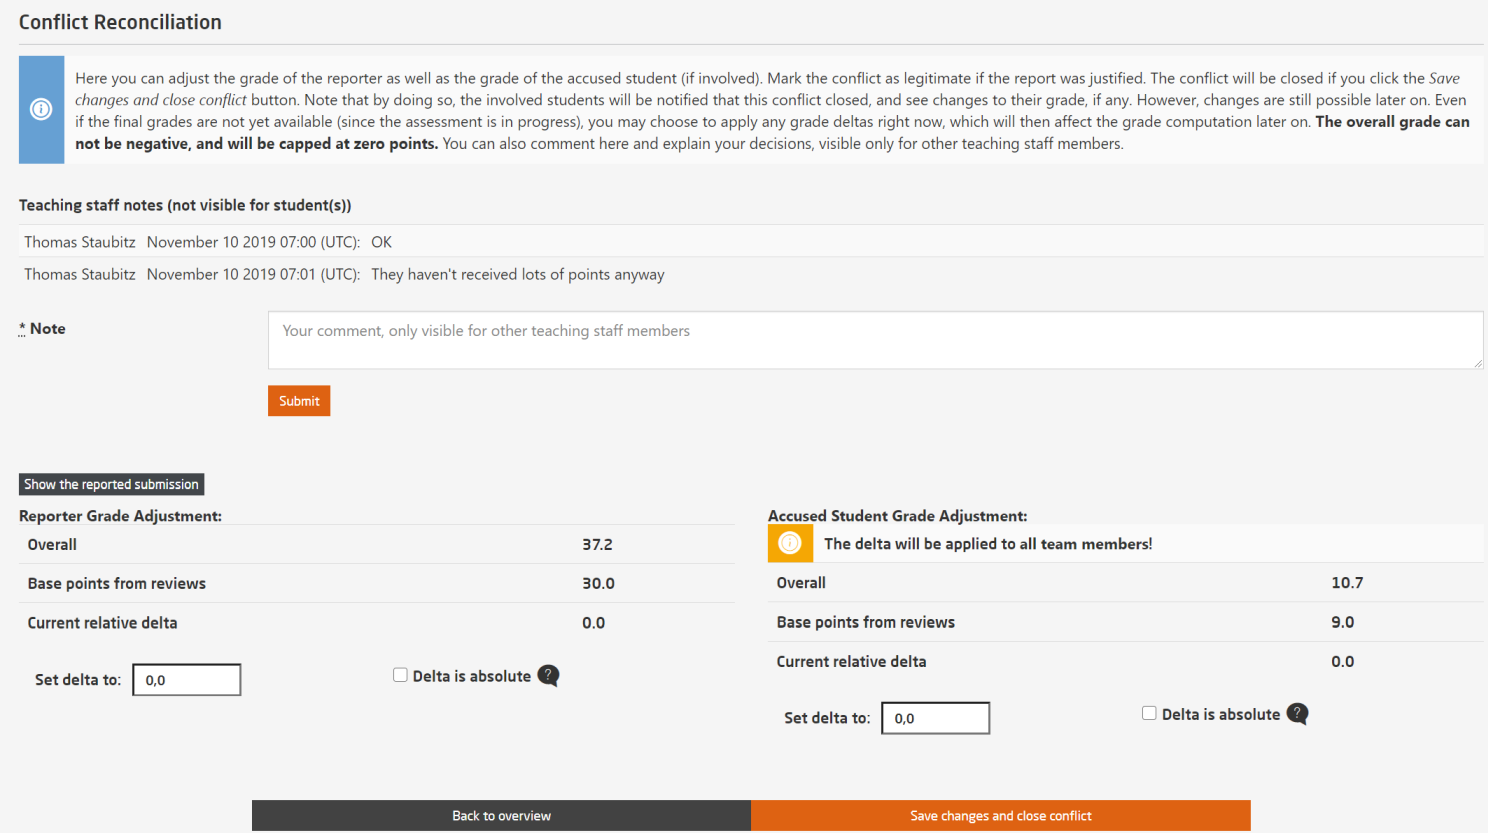 Conflict Reconciliation
Here you can adjust the grade of the reporter as well as the grade of the accused student (if involved). Mark the conflict as legitimate if the report was justified. The conflict will be closed if you click the Save
changes and close conflict button. Note that by doing so, the involved students will be notified that this conflict closed, and see changes to their grade, if any. However, changes are still possible later on. Even
if the final grades are not yet available (since the assessment is in progress), you may choose to apply any grade deltas right now, which will then affect the grade computation later on. The overall grade can
not be negative, and will be capped at zero points. You can also comment here and explain your decisions, visible only for other teaching staff members.
Teaching staff notes (not visible for student(s))
Thomas Staubitz November 10 2019 07:00 (UTC): OK
Thomas Staubitz November 10 2019 07:01 (UTC): They haven't received lots of points anyway
* Note
Your comment, only visible for other teaching staff members
Submit
Show the reported submission
Reporter Grade Adjustment:
Overall 37.2
Base points from reviews 30.0
Current relative delta 0.0
Set delta to: 0,0 Delta is absolute ?
Accused Student Grade Adjustment:
The delta will be applied to all team members!
Overall 10.7
Base points from reviews 9.0
Current relative delta 0.0
Set delta to: 0,0 Delta is absolute ?
Back to overview
Save changes and close conflict